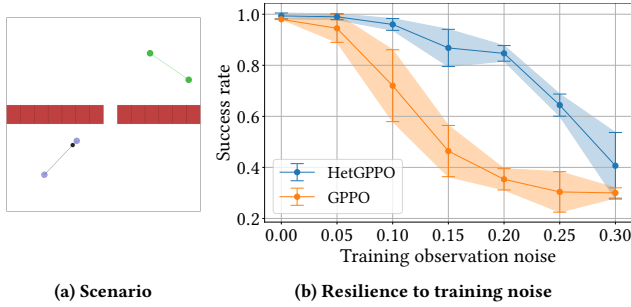 1.0
0.8
0.6
0.4
0.2
Success rate
HetGPPO
GPPO
0.00 0.05 0.10 0.15 0.20 0.25 0.30
Training observation noise
(a) Scenario
(b) Resilience to training noise